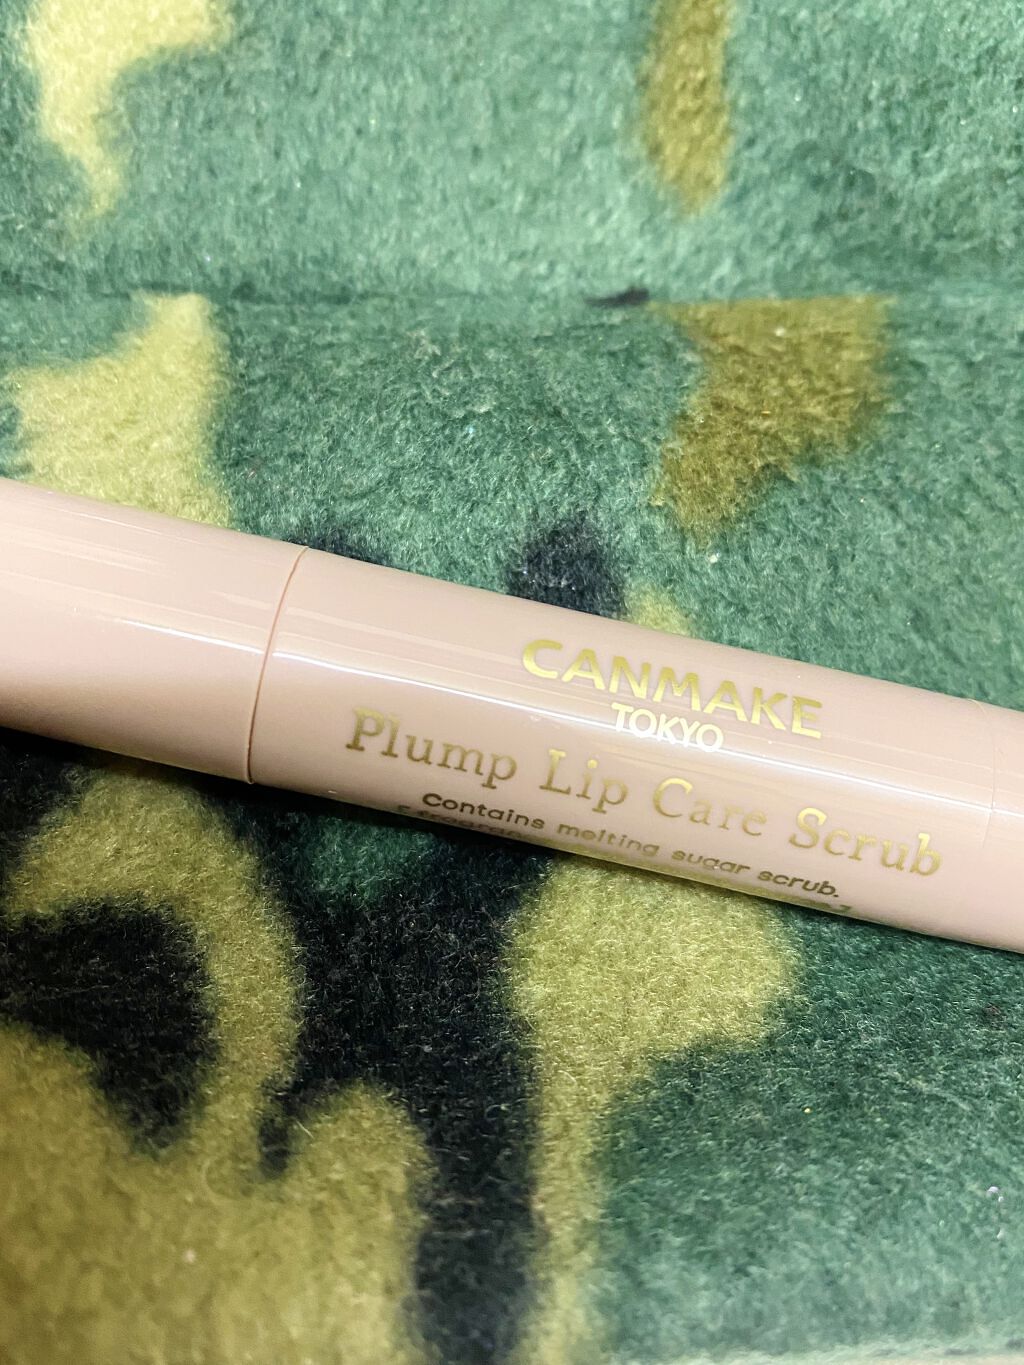 CANMAKE
TOKYO
Plump Lip Care Scrub
Contains melting sugar scrub.